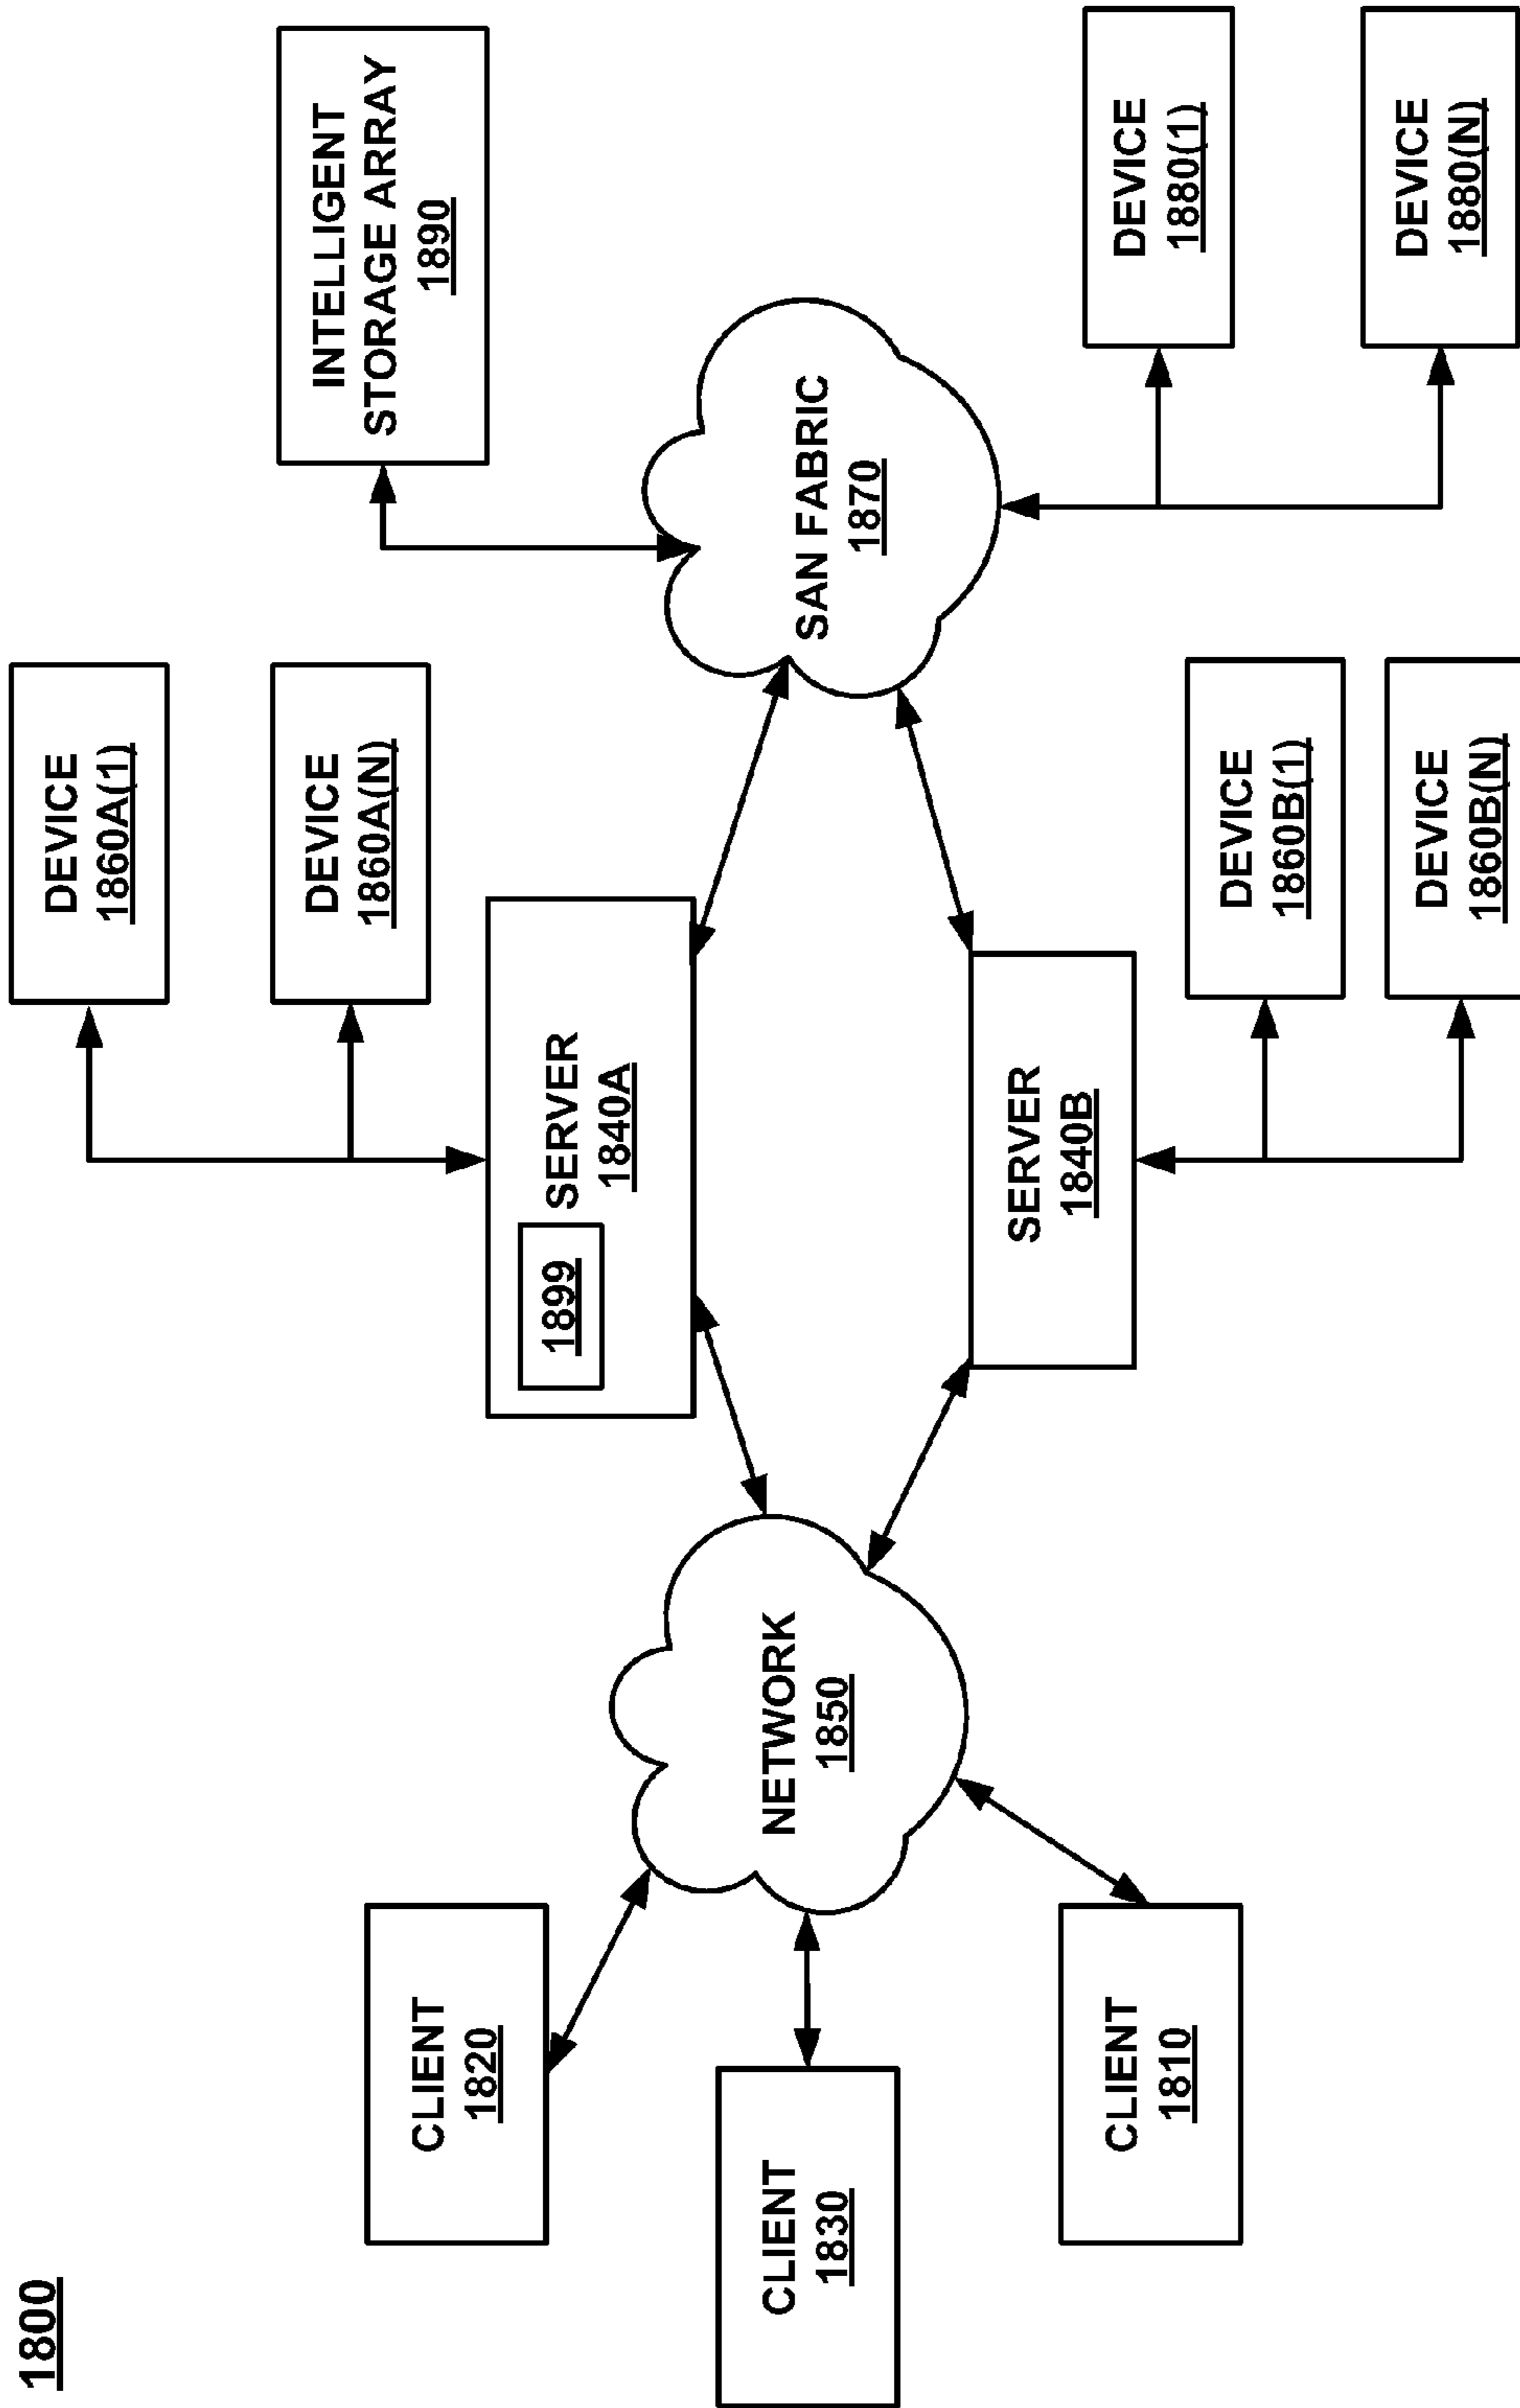 1800
DEVICE
1860A(1)
DEVICE
1860A(N)
INTELLIGENT
STORAGE ARRAY
1890
CLIENT
1820
1899
SERVER
1840A
CLIENT
1830
NETWORK
1850
SAN FABRIC
1870
SERVER
1840B
CLIENT
1810
DEVICE
1860B(1)
DEVICE
1860B(N)
DEVICE
1880(1)
DEVICE
1880(N)